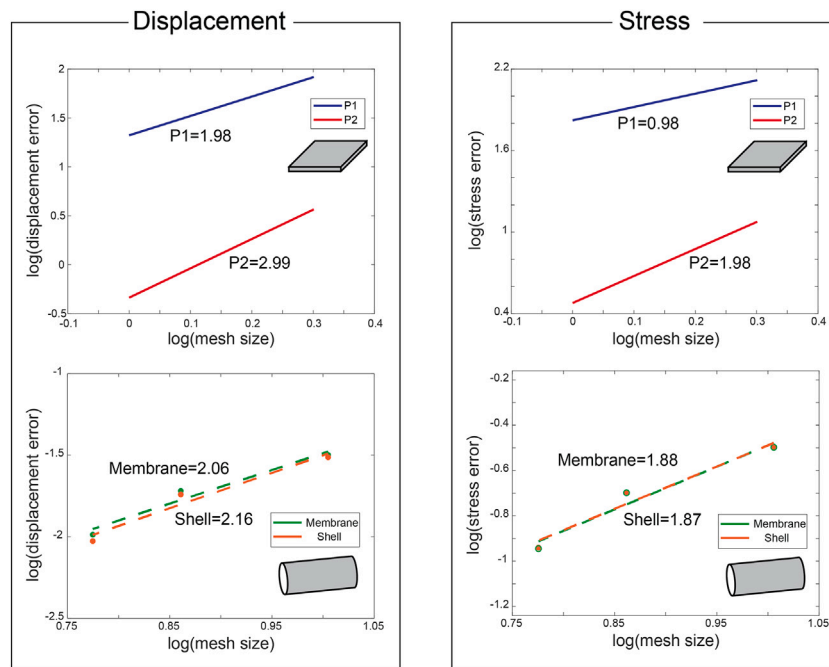 Displacement
Stress
2
1.5
1
0.5
0
-0.5
-0.1
0
0.1
0.2
0.3
0.4
log(displacement error)
log(mesh size)
P1
P2
P1=1.98
P2=2.99
2.2
1.6
1
0.4
-0.1
0
0.1
0.2
0.3
0.4
log(stress error)
log(mesh size)
P1
P2
P1=0.98
P2=1.98
-1
-1.5
-2
-2.5
0.75
0.85
0.95
1.05
log(displacement error)
log(mesh size)
Membrane=2.06
Shell=2.16
Membrane
Shell
-0.2
-0.4
-0.6
-0.8
-1
-1.2
0.75
0.85
0.95
1.05
log(stress error)
log(mesh size)
Membrane=1.88
Shell=1.87
Membrane
Shell